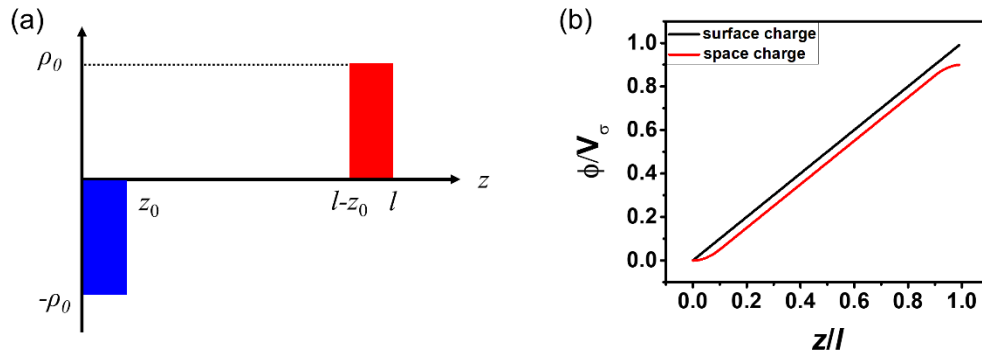 (a)
ρ0
z
z0
l-z0
l
-ρ0
(b)
surface charge
space charge
1.0
0.8
0.6
0.4
0.2
0.0
ϕ/Vσ
0.0 0.2 0.4 0.6 0.8 1.0
z/l